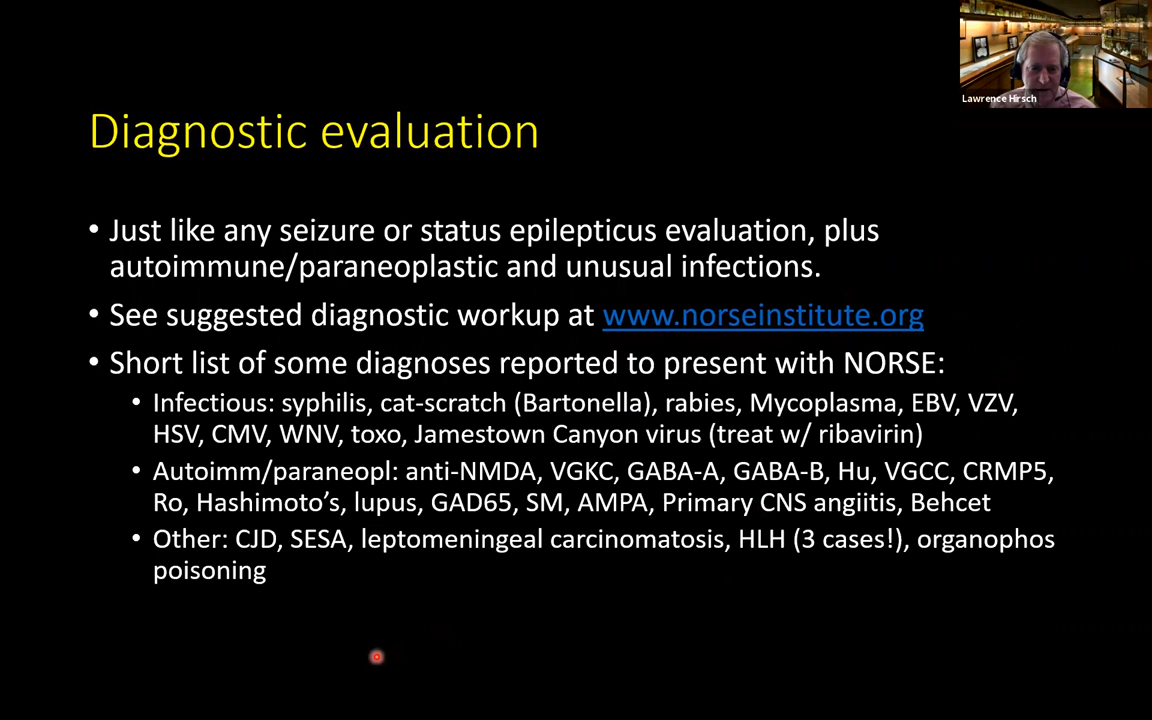 Lawrence Hirsch
Diagnostic evaluation
• Just like any seizure or status epilepticus evaluation, plus
autoimmune/paraneoplastic and unusual infections.
• See suggested diagnostic workup at www.norseinstitute.org
• Short list of some diagnoses reported to present with NORSE:
• Infectious: syphilis, cat-scratch (Bartonella), rabies, Mycoplasma, EBV, VZV,
HSV, CMV, WNV, toxo, Jamestown Canyon virus (treat w/ ribavirin)
• Autoimm/paraneopl: anti-NMDA, VGKC, GABA-A, GABA-B, Hu, VGCC, CRMP5,
Ro, Hashimoto's, lupus, GAD65, SM, AMPA, Primary CNS angiitis, Behcet
• Other: CJD, SESA, leptomeningeal carcinomatosis, HLH (3 cases!), organophos
poisoning